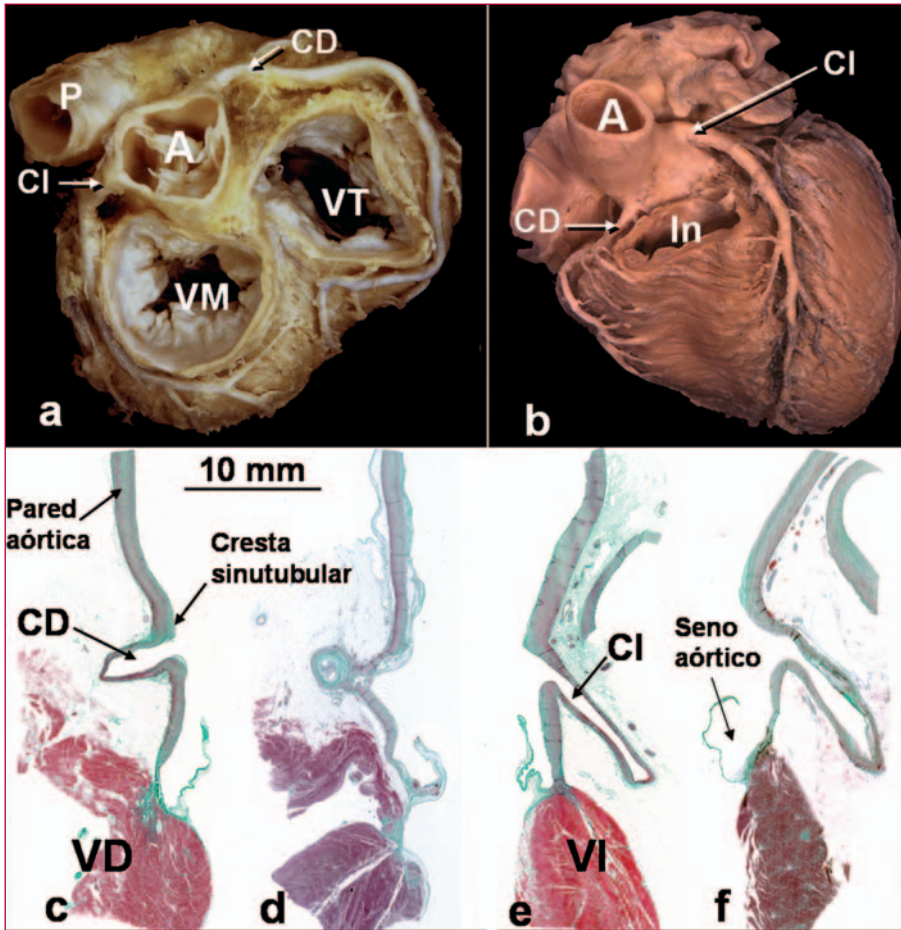 CD
P
A
CI
VT
VM
a
A
CI
CD
In
b
10 mm
Pared
aórtica
Cresta
sinutubular
CD
VD
c
d
CI
VI
e
Seno
aórtico
f